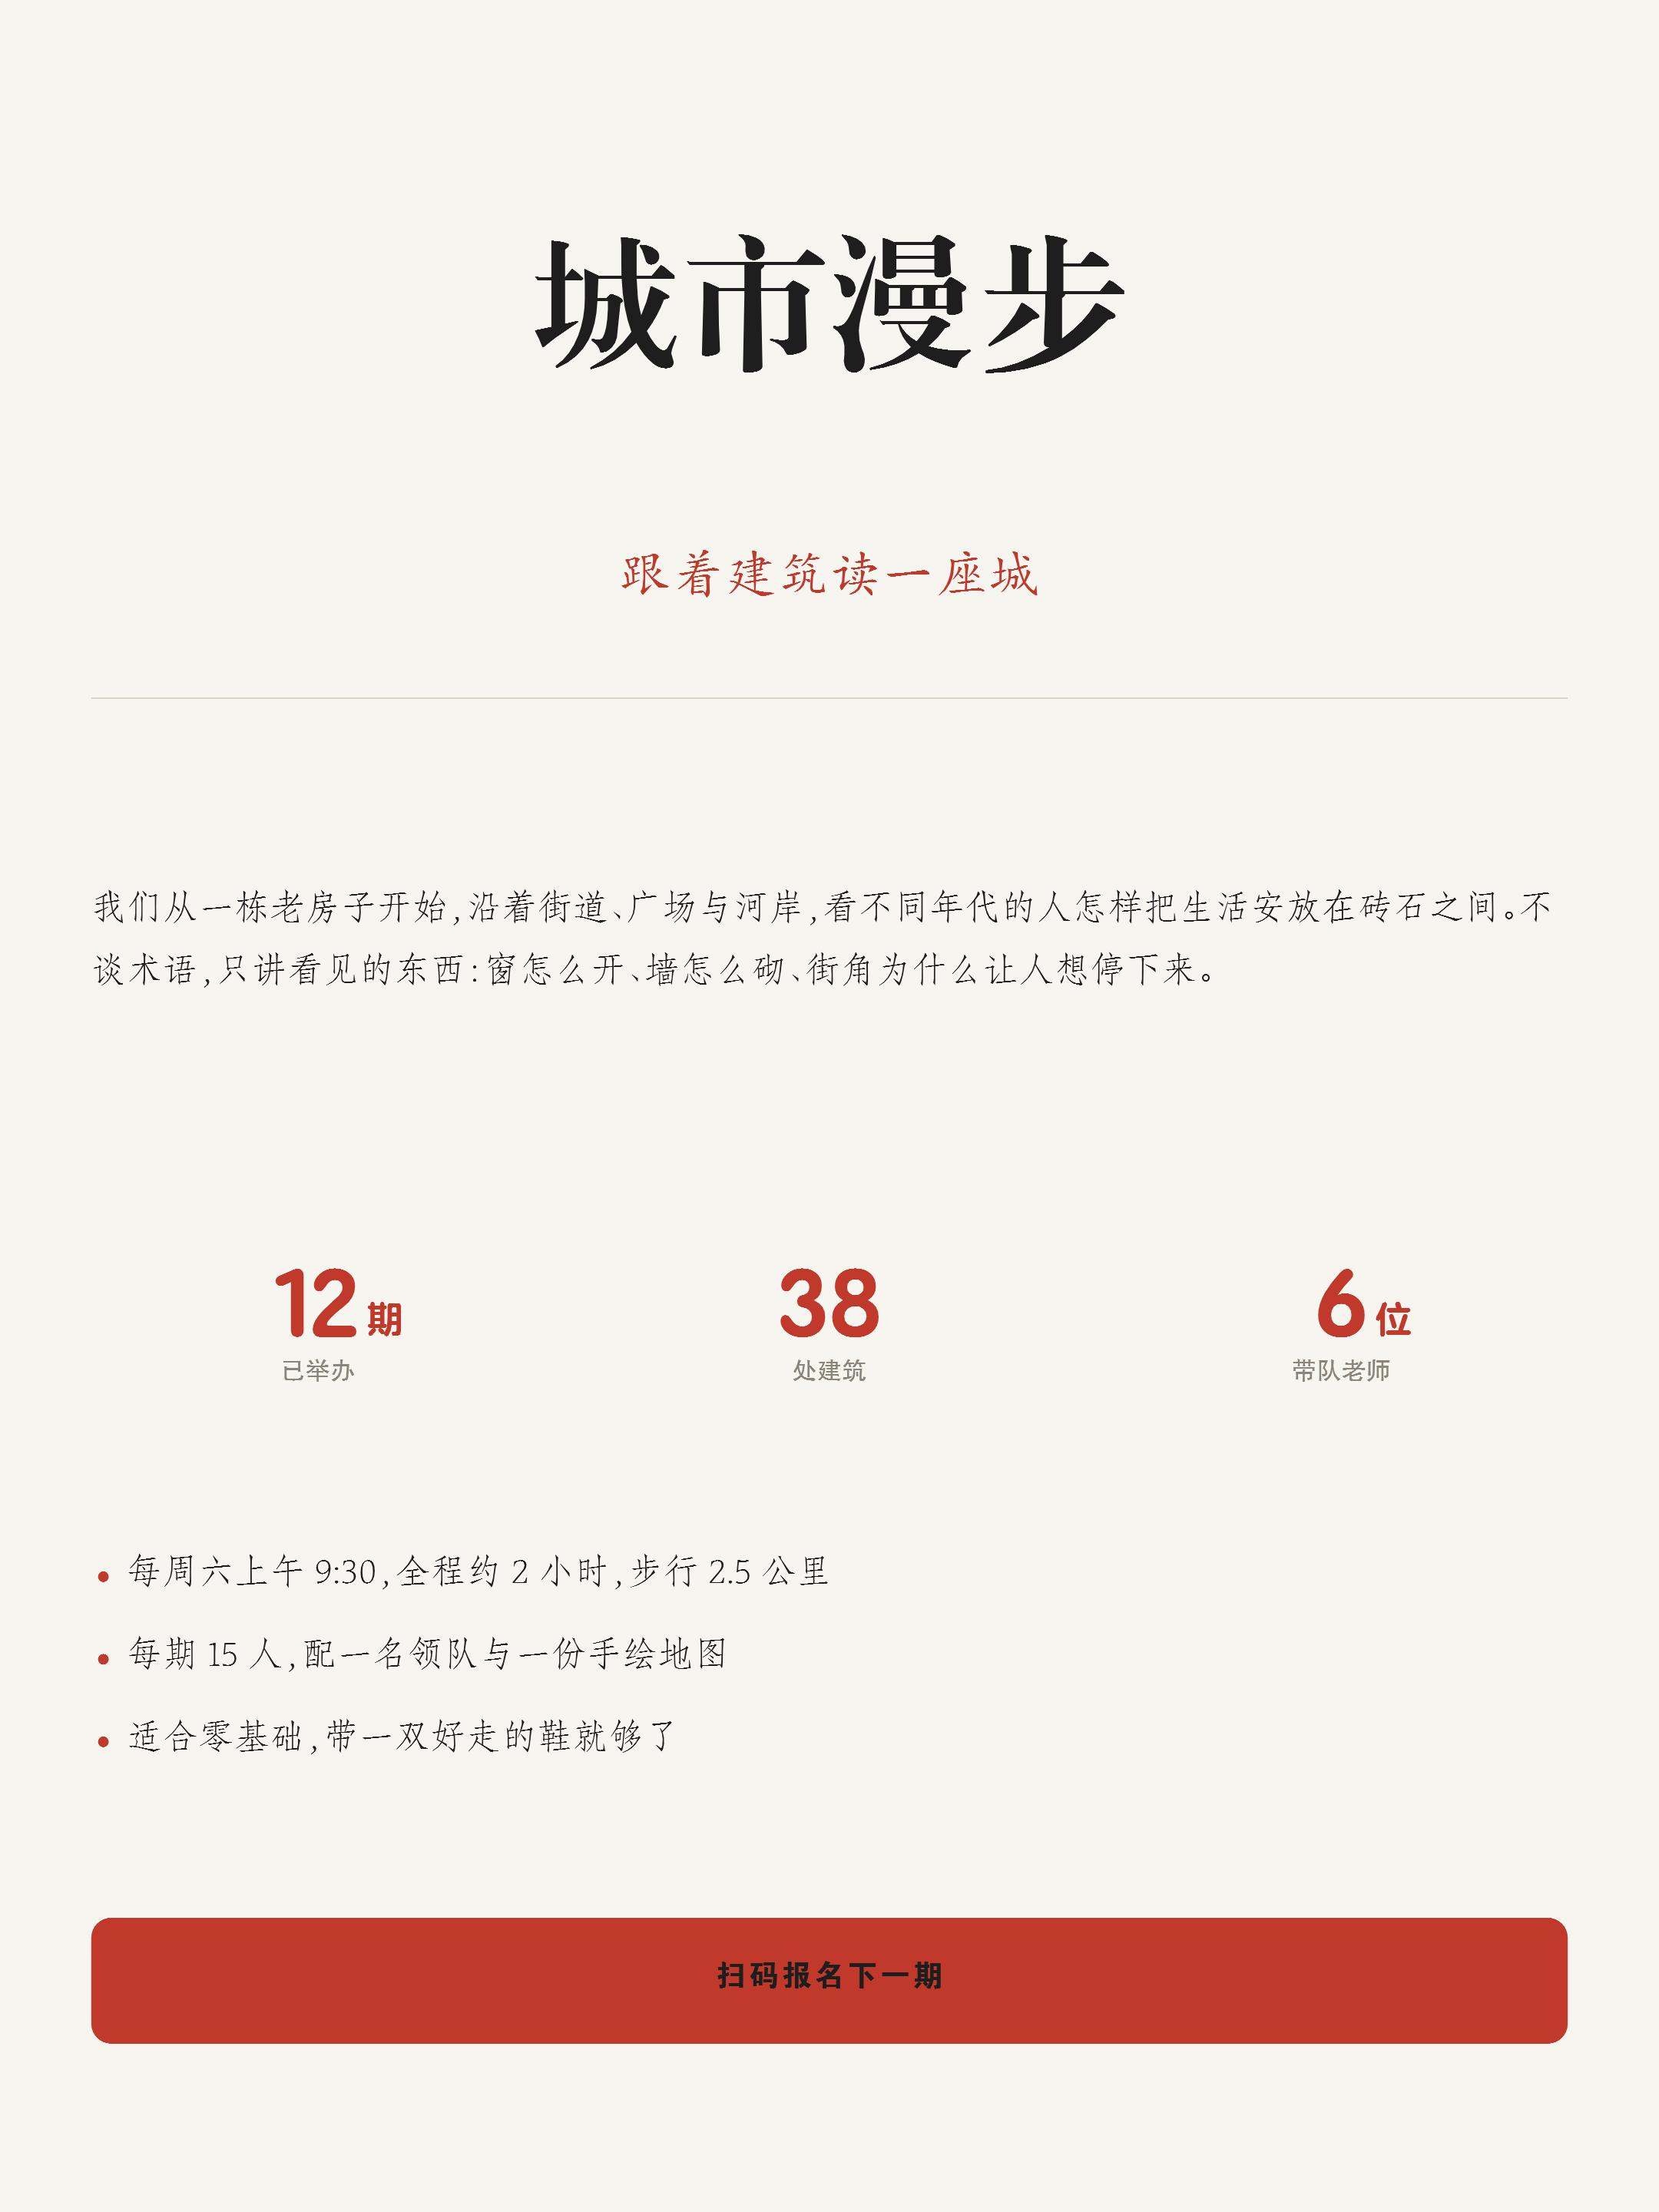 城市漫步
跟着建筑读一座城
我们从一栋老房子开始,沿着街道、广场与河岸,看不同年代的人怎样把生活安放在砖石之间。不
谈术语,只讲看见的东西:窗怎么开、墙怎么砌、街角为什么让人想停下来。
12 期
已举办
38
处建筑
6 位
带队老师
• 每周六上午 9:30,全程约 2 小时,步行 2.5 公里
• 每期 15 人,配一名领队与一份手绘地图
• 适合零基础,带一双好走的鞋就够了
扫码报名下一期